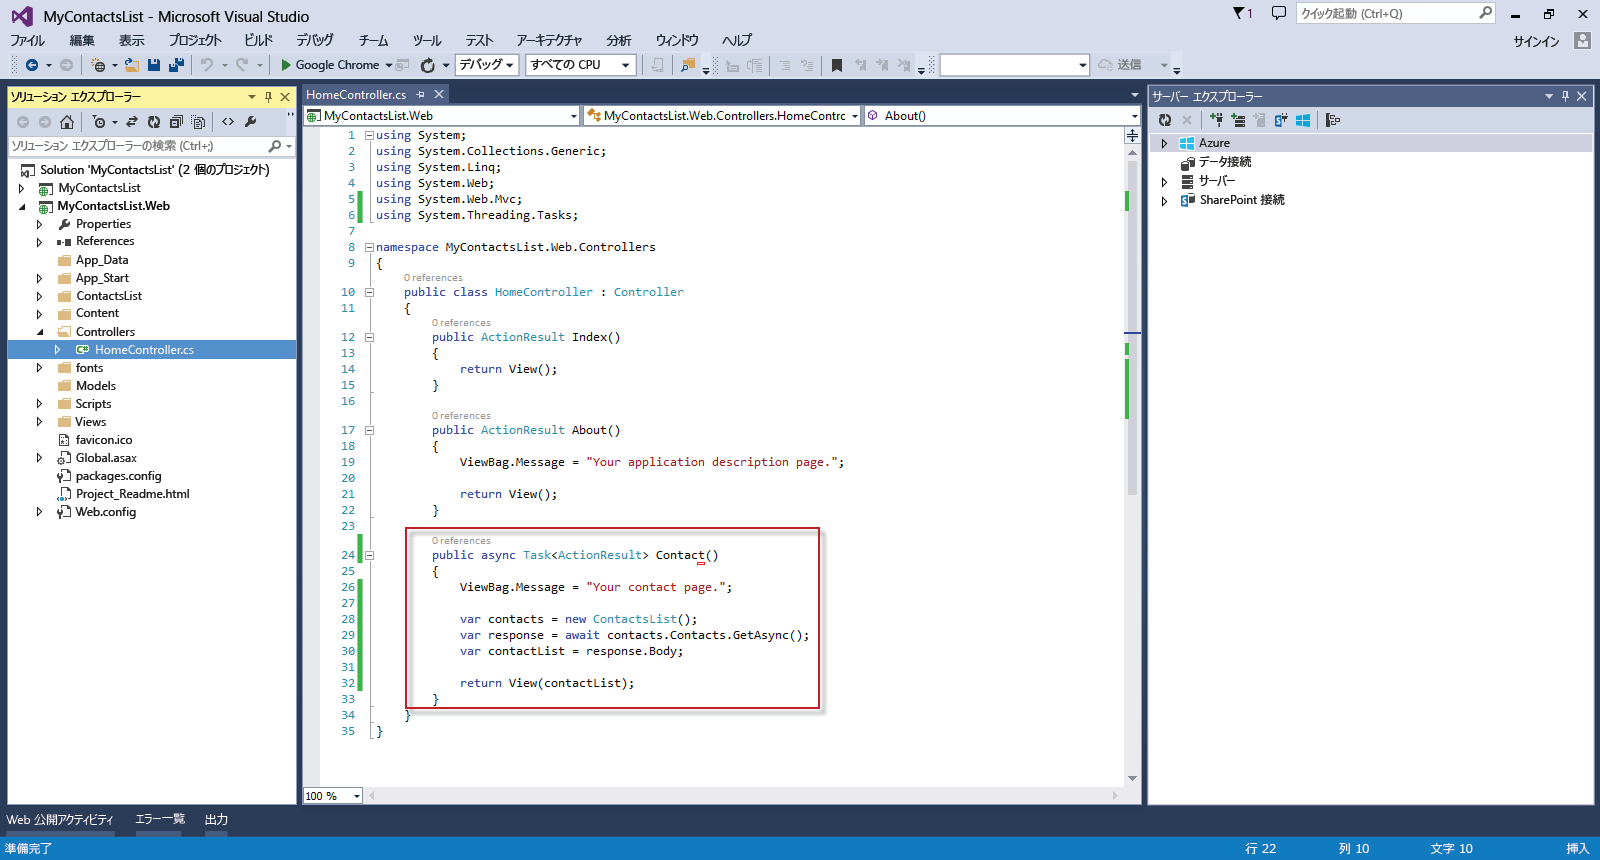 MyContactsList - Microsoft Visual Studio
1
クイック起動 (Ctrl+Q)
ファイル 編集 表示 プロジェクト ビルド デバッグ チーム ツール テスト アーキテクチャ 分析 ウィンドウ ヘルプ
サインイン
Google Chrome デバッグ すべての CPU 送信
ソリューション エクスプローラー
ソリューション エクスプローラーの検索 (Ctrl+;)
Solution 'MyContactsList' (2 個のプロジェクト)
MyContactsList
MyContactsList.Web
Properties
References
App_Data
App_Start
ContactsList
Content
Controllers
HomeController.cs
fonts
Models
Scripts
Views
favicon.ico
Global.asax
packages.config
Project_Readme.html
Web.config
HomeController.cs
MyContactsList.Web MyContactsList.Web.Controllers.HomeContrc About()
1 using System;
2 using System.Collections.Generic;
3 using System.Linq;
4 using System.Web;
5 using System.Web.Mvc;
6 using System.Threading.Tasks;
7
8 namespace MyContactsList.Web.Controllers
9 {
0 references
10 public class HomeController : Controller
11 {
0 references
12 public ActionResult Index()
13 {
14 return View();
15 }
16
0 references
17 public ActionResult About()
18 {
19 ViewBag.Message = "Your application description page.";
20
21 return View();
22 }
23
0 references
24 public async Task<ActionResult> Contact()
25 {
26 ViewBag.Message = "Your contact page.";
27
28 var contacts = new ContactsList();
29 var response = await contacts.Contacts.GetAsync();
30 var contactList = response.Body;
31
32 return View(contactList);
33 }
34 }
35 }
100 %
サーバー エクスプローラー
Azure
データ接続
サーバー
SharePoint 接続
Web 公開アクティビティ エラー一覧 出力
準備完了 行 22 列 10 文字 10 挿入